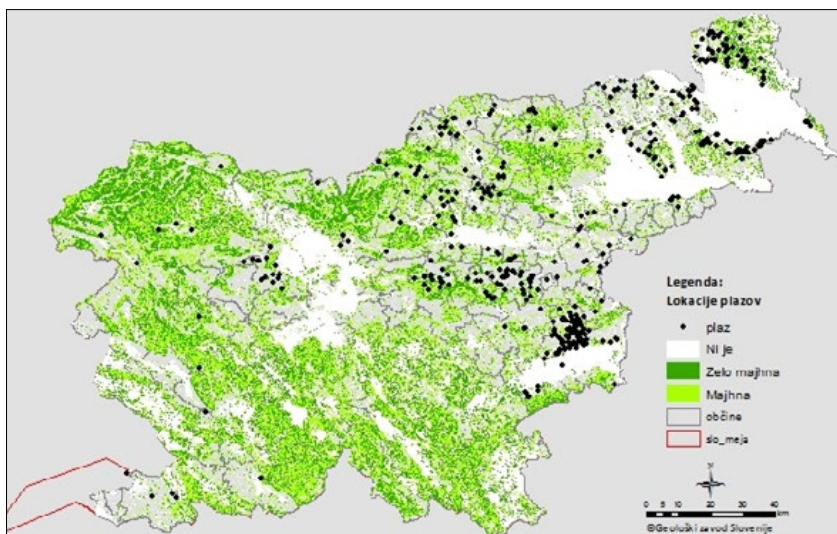 Legenda:
Lokacije plazov
plaz
Ni je
Zelo majhna
Majhna
občine
slo_meja
N
0 5 10 20 30 40
km
©Geološki zavod Slovenije